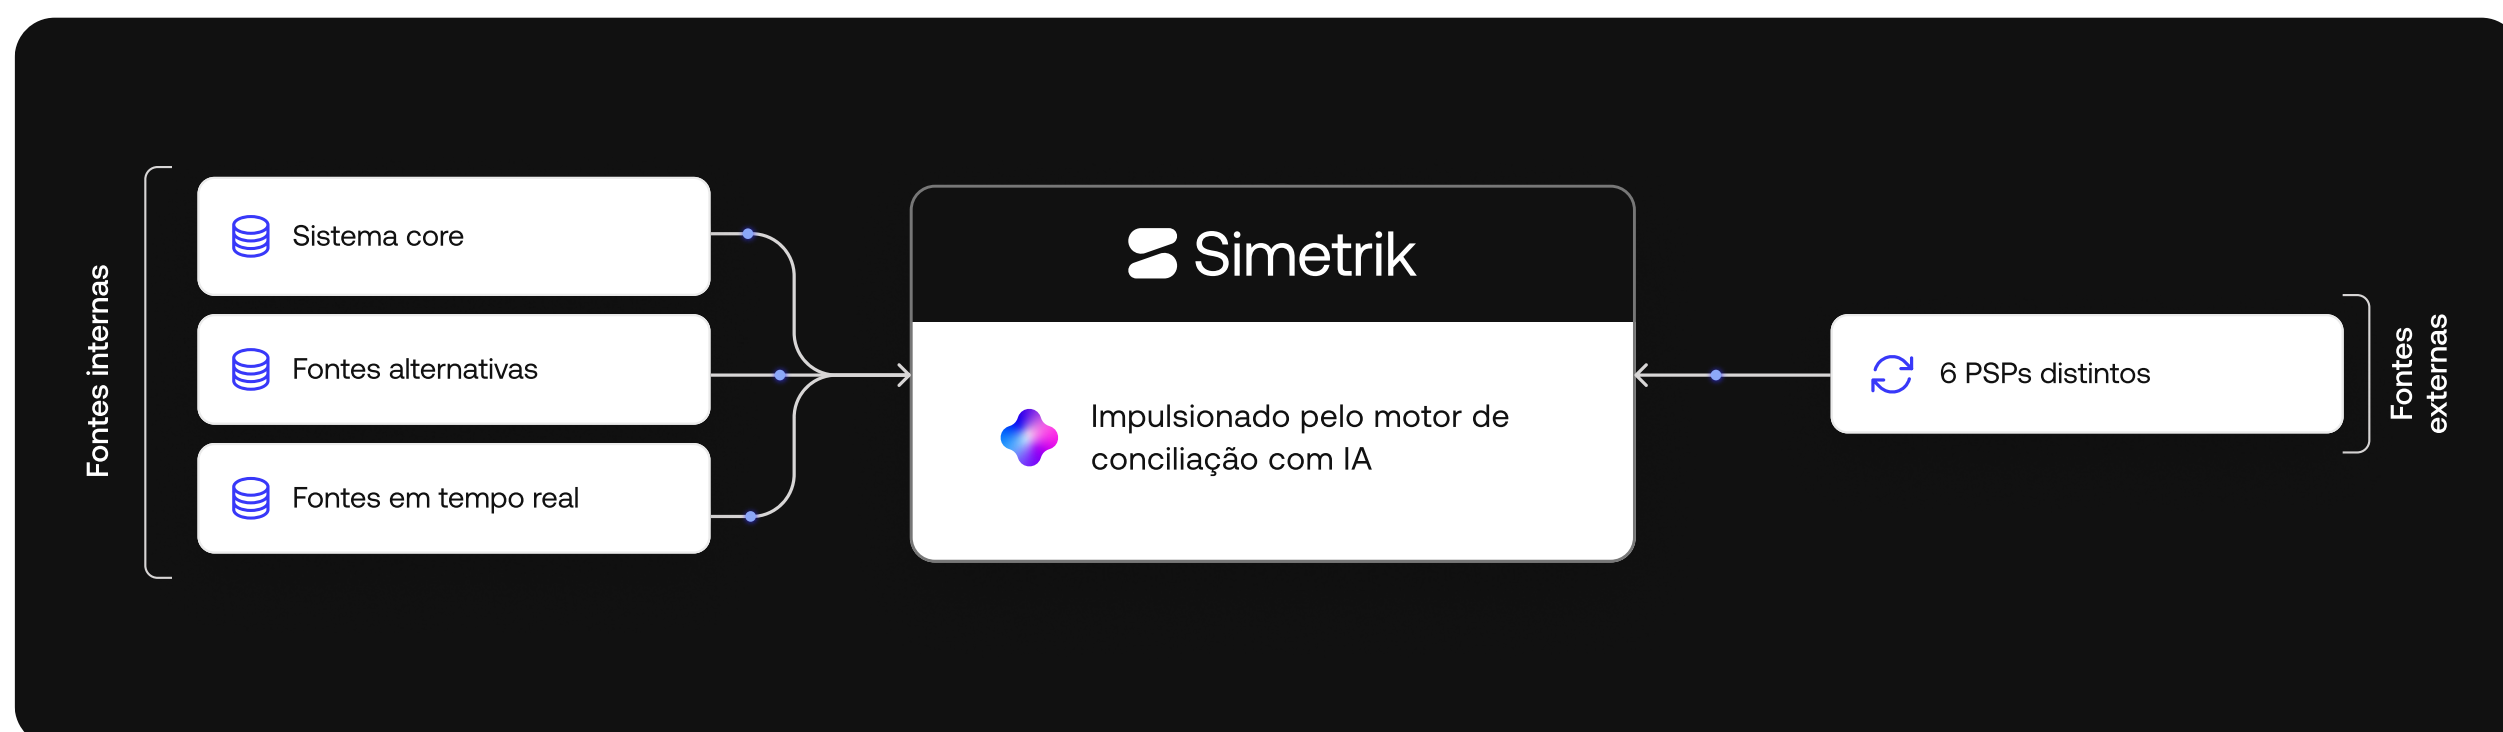 Fontes internas
Sistema core
Fontes alternativas
Fontes em tempo real
Simetrik
Impulsionado pelo motor de
conciliação com IA
6 PSPs distintos
Fontes
externas